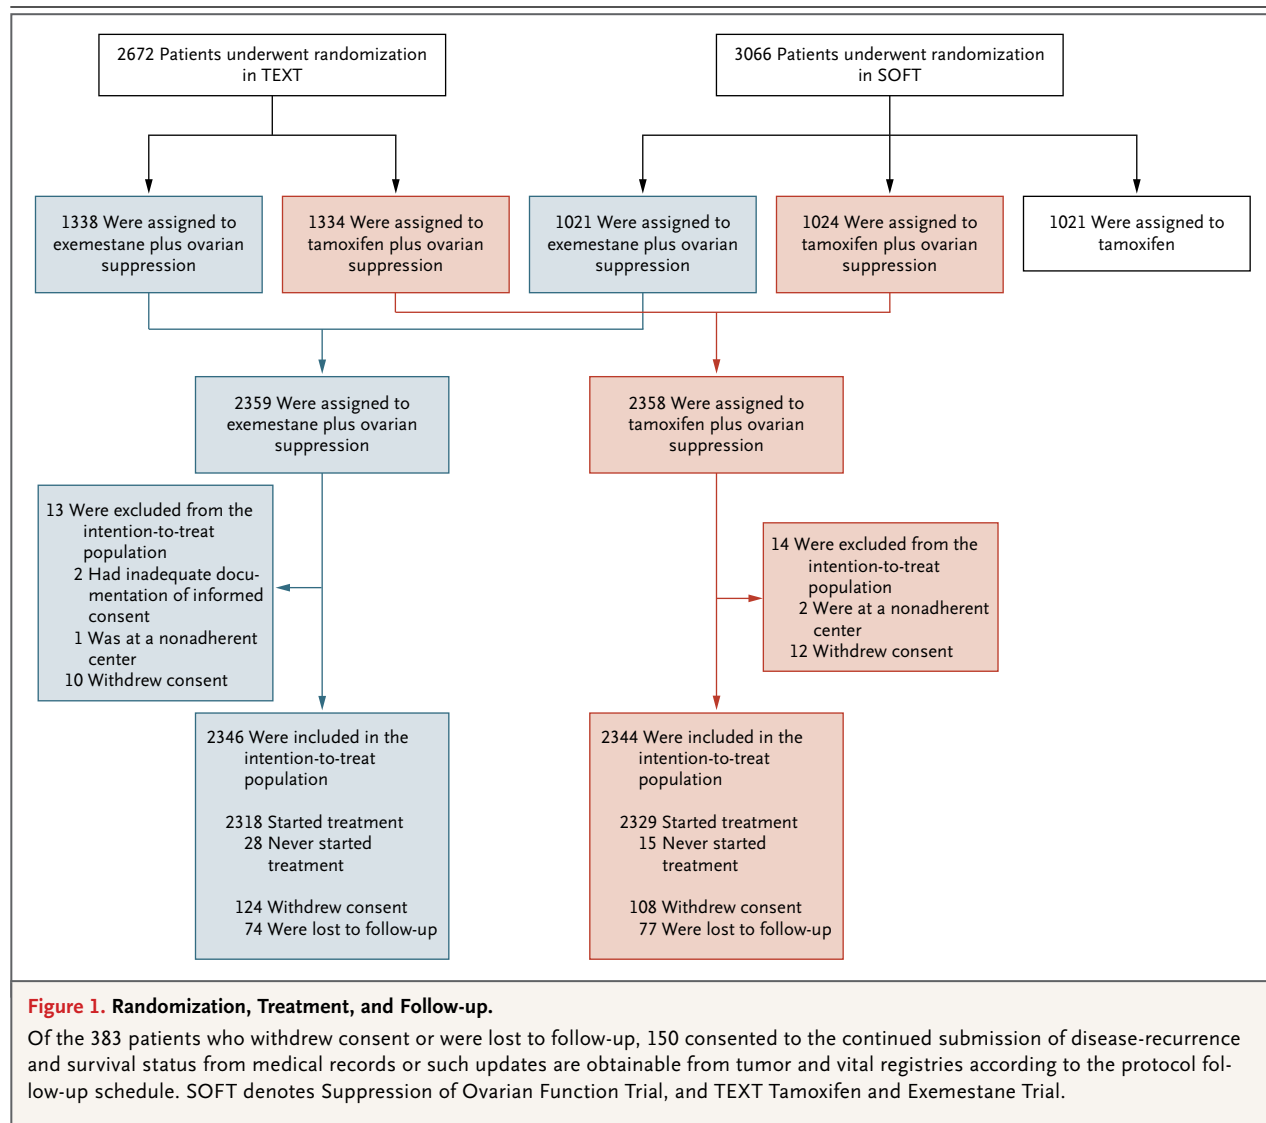 2672 Patients underwent randomization
in TEXT
3066 Patients underwent randomization
in SOFT
1338 Were assigned to
exemestane plus ovarian
suppression
1334 Were assigned to
tamoxifen plus ovarian
suppression
1021 Were assigned to
exemestane plus ovarian
suppression
1024 Were assigned to
tamoxifen plus ovarian
suppression
1021 Were assigned to
tamoxifen
2359 Were assigned to
exemestane plus ovarian
suppression
2358 Were assigned to
tamoxifen plus ovarian
suppression
13 Were excluded from the
intention-to-treat
population
2 Had inadequate docu-
mentation of informed
consent
1 Was at a nonadherent
center
10 Withdrew consent
14 Were excluded from the
intention-to-treat
population
2 Were at a nonadherent
center
12 Withdrew consent
2346 Were included in the
intention-to-treat
population
2318 Started treatment
28 Never started
treatment
124 Withdrew consent
74 Were lost to follow-up
2344 Were included in the
intention-to-treat
population
2329 Started treatment
15 Never started
treatment
108 Withdrew consent
77 Were lost to follow-up
Figure 1. Randomization, Treatment, and Follow-up.
Of the 383 patients who withdrew consent or were lost to follow-up, 150 consented to the continued submission of disease-recurrence
and survival status from medical records or such updates are obtainable from tumor and vital registries according to the protocol fol-
low-up schedule. SOFT denotes Suppression of Ovarian Function Trial, and TEXT Tamoxifen and Exemestane Trial.